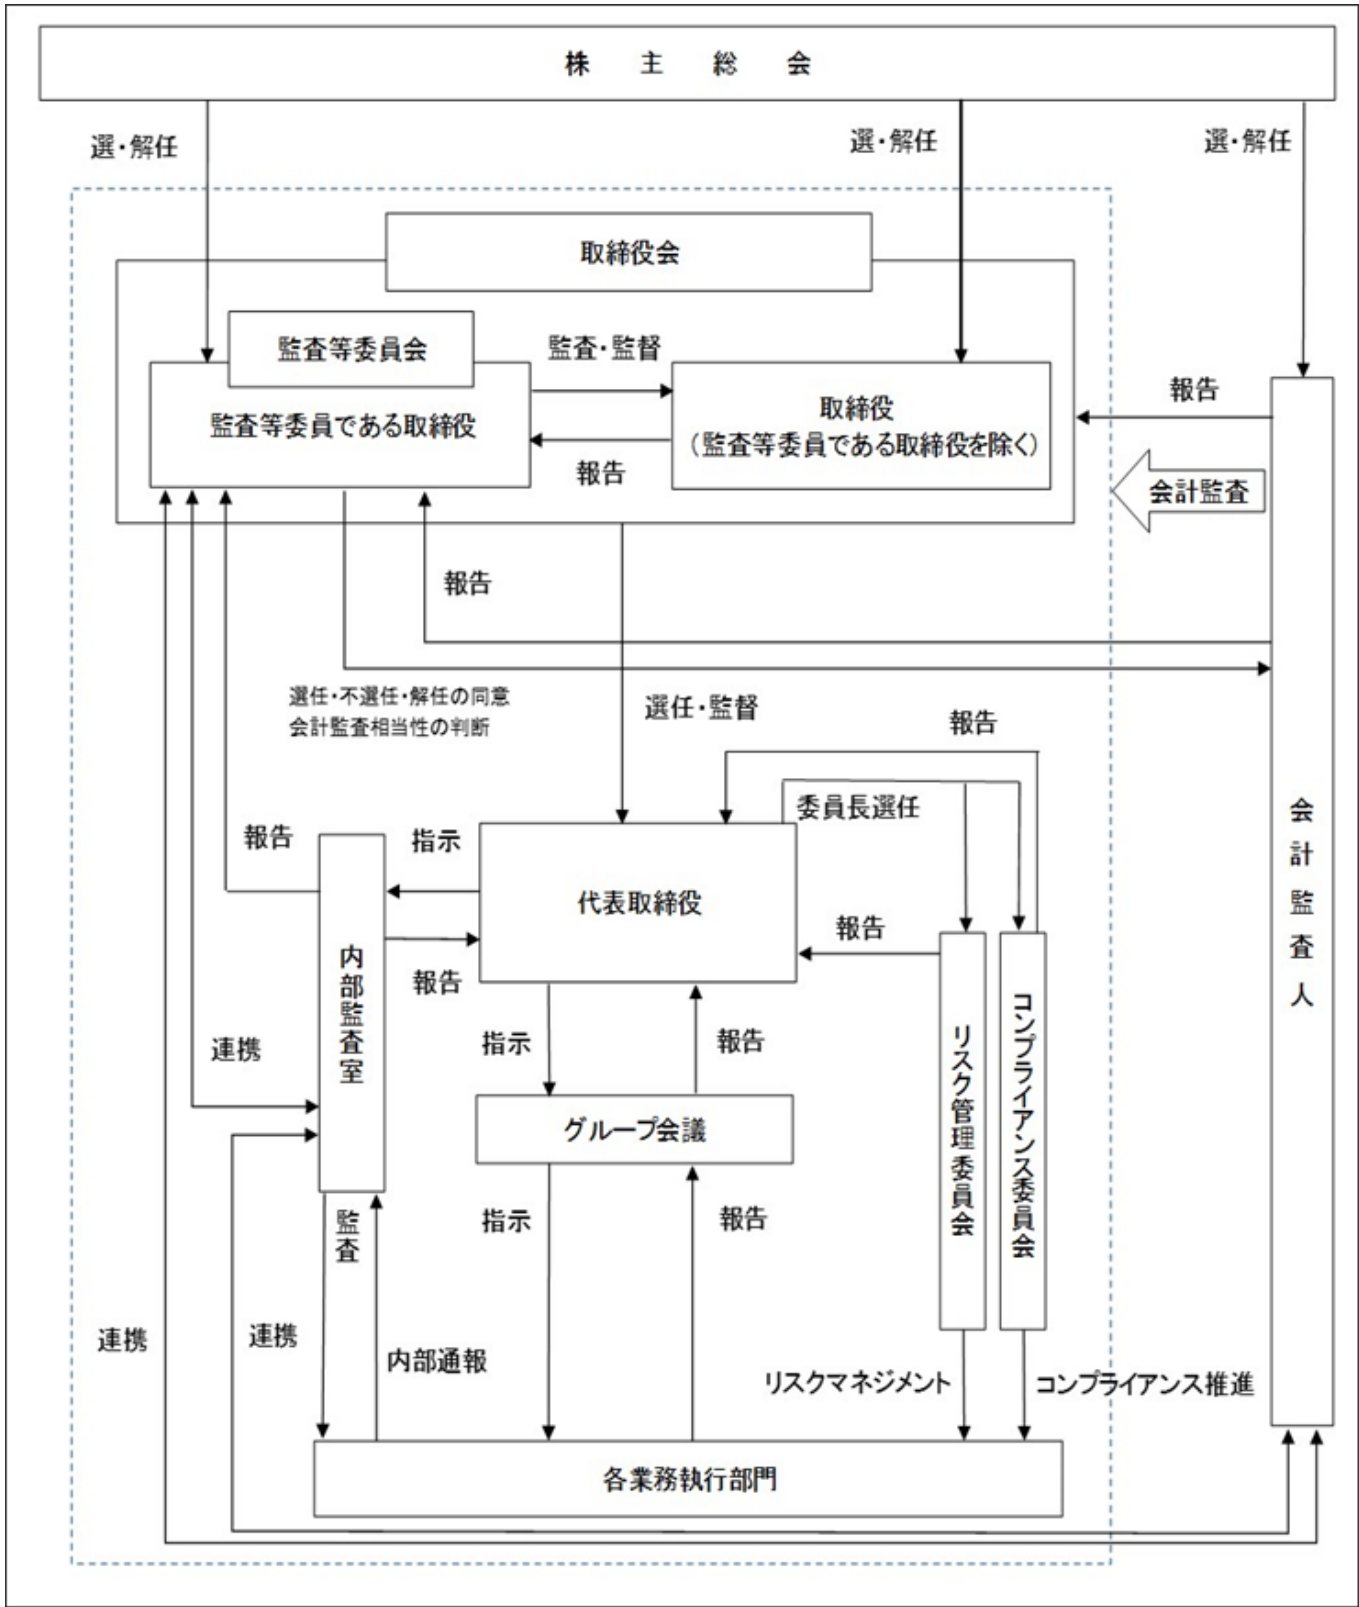 株主総会
選・解任
選・解任
選・解任
取締役会
監査等委員会
監査等委員である取締役
監査・監督
報告
取締役
（監査等委員である取締役を除く）
報告
会計監査
報告
選任・不選任・解任の同意
会計監査相当性の判断
選任・監督
報告
委員長選任
報告
指示
代表取締役
報告
報告
内部監査室
連携
指示
報告
グループ会議
リスク管理委員会
コンプライアンス委員会
会計監査人
監査
指示
報告
連携
連携
内部通報
リスクマネジメント
コンプライアンス推進
各業務執行部門